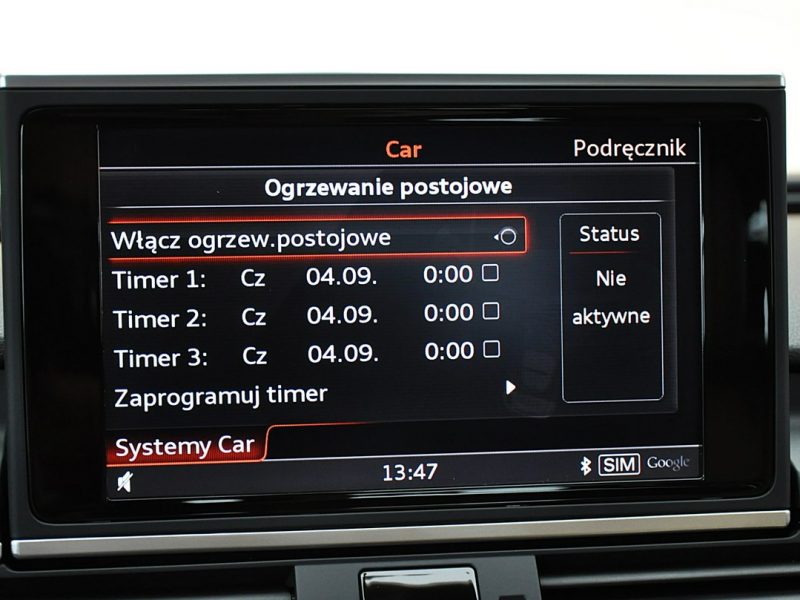 Car Podręcznik
Ogrzewanie postojowe
Włącz ogrzew.postojowe
Timer 1: Cz 04.09. 0:00
Timer 2: Cz 04.09. 0:00
Timer 3: Cz 04.09. 0:00
Zaprogramuj timer
Status
Nie
aktywne
Systemy Car
13:47 SIM Google